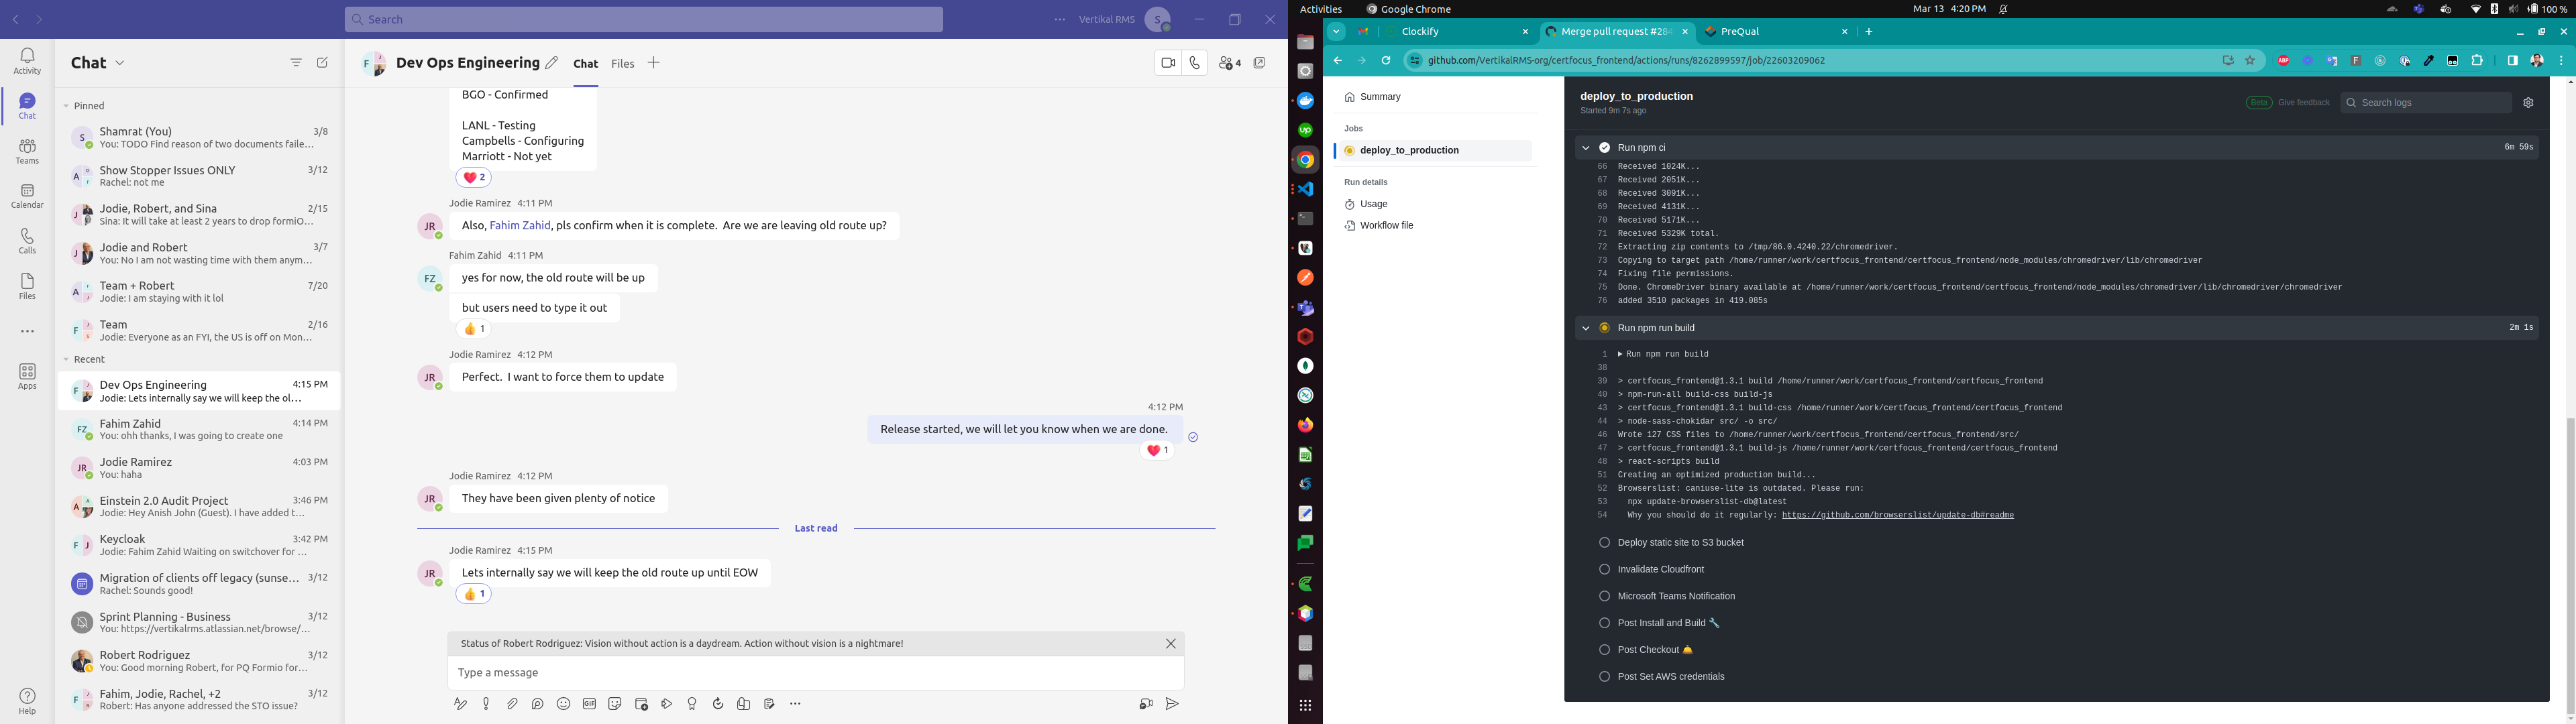 Search
Vertikal RMS
S
Activity
Chat
Teams
Calendar
Calls
Files
Apps
Help
Chat
Pinned
Shamrat (You) 3/8
You: TODO Find reason of two documents faile...
Show Stopper Issues ONLY 3/12
Rachel: not me
Jodie, Robert, and Sina 2/15
Sina: It will take at least 2 years to drop formiO...
Jodie and Robert 3/7
You: No I am not wasting time with them anym...
Team + Robert 7/20
Jodie: I am staying with it lol
Team 2/16
Jodie: Everyone as an FYI, the US is off on Mon...
Recent
Dev Ops Engineering 4:15 PM
Jodie: Lets internally say we will keep the ol...
Fahim Zahid 4:14 PM
You: ohh thanks, I was going to create one
Jodie Ramirez 4:03 PM
You: haha
Einstein 2.0 Audit Project 3:46 PM
Jodie: Hey Anish John (Guest). I have added t...
Keycloak 3:42 PM
Jodie: Fahim Zahid Waiting on switchover for ...
Migration of clients off legacy (sunse... 3/12
Rachel: Sounds good!
Sprint Planning - Business 3/12
You: https://vertikalrms.atlassian.net/browse/...
Robert Rodriguez 3/12
You: Good morning Robert, for PQ Formio for...
Fahim, Jodie, Rachel, +2 3/12
Robert: Has anyone addressed the STO issue?
Dev Ops Engineering
Chat Files
4
BGO - Confirmed
LANL - Testing
Campbells - Configuring
Marriott - Not yet
2
Jodie Ramirez 4:11 PM
JR
Also, Fahim Zahid, pls confirm when it is complete. Are we are leaving old route up?
Fahim Zahid 4:11 PM
FZ
yes for now, the old route will be up
but users need to type it out
1
Jodie Ramirez 4:12 PM
JR
Perfect. I want to force them to update
4:12 PM
Release started, we will let you know when we are done.
1
Jodie Ramirez 4:12 PM
JR
They have been given plenty of notice
Last read
Jodie Ramirez 4:15 PM
JR
Lets internally say we will keep the old route up until EOW
1
Status of Robert Rodriguez: Vision without action is a daydream. Action without vision is a nightmare!
Type a message
GIF
Activities Google Chrome Mar 13 4:20 PM 100 %
Clockify
Merge pull request #284
PreQual
github.com/VertikalRMS-org/certfocus_frontend/actions/runs/8262899597/job/22603209062
Summary
Jobs
deploy_to_production
Run details
Usage
Workflow file
deploy_to_production
Started 9m 7s ago
Beta Give feedback
Search logs
Run npm ci 6m 59s
66 Received 1024K...
67 Received 2051K...
68 Received 3091K...
69 Received 4131K...
70 Received 5171K...
71 Received 5329K total.
72 Extracting zip contents to /tmp/86.0.4240.22/chromedriver.
73 Copying to target path /home/runner/work/certfocus_frontend/certfocus_frontend/node_modules/chromedriver/lib/chromedriver
74 Fixing file permissions.
75 Done. ChromeDriver binary available at /home/runner/work/certfocus_frontend/certfocus_frontend/node_modules/chromedriver/lib/chromedriver/chromedriver
76 added 3510 packages in 419.085s
Run npm run build 2m 1s
1 Run npm run build
38
39 > certfocus_frontend@1.3.1 build /home/runner/work/certfocus_frontend/certfocus_frontend
40 > npm-run-all build-css build-js
43 > certfocus_frontend@1.3.1 build-css /home/runner/work/certfocus_frontend/certfocus_frontend
44 > node-sass-chokidar src/ -o src/
46 Wrote 127 CSS files to /home/runner/work/certfocus_frontend/certfocus_frontend/src/
47 > certfocus_frontend@1.3.1 build-js /home/runner/work/certfocus_frontend/certfocus_frontend
48 > react-scripts build
51 Creating an optimized production build...
52 Browserslist: caniuse-lite is outdated. Please run:
53 npx update-browserslist-db@latest
54 Why you should do it regularly: https://github.com/browserslist/update-db#readme
Deploy static site to S3 bucket
Invalidate Cloudfront
Microsoft Teams Notification
Post Install and Build 🔧
Post Checkout 🛎
Post Set AWS credentials